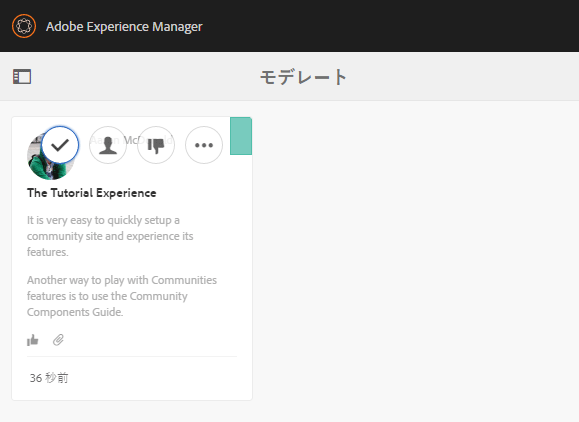 Adobe Experience Manager
モデレート
The Tutorial Experience
It is very easy to quickly setup a
community site and experience its
features.
Another way to play with Communities
features is to use the Community
Components Guide.
36 秒前